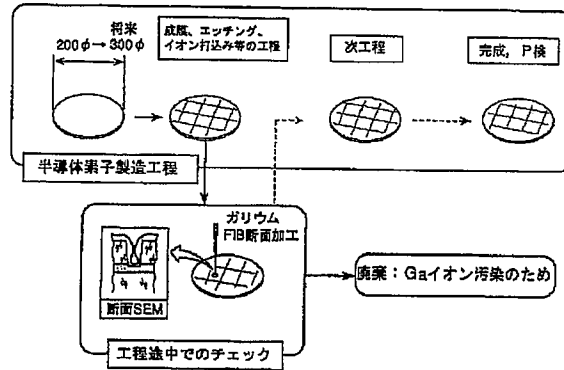 将来
200φ→300φ
成膜、エッチング、
イオン打込み等の工程
次工程
完成，P検
半導体素子製造工程
ガリウム
FIB断面加工
断面SEM
廃棄：Gaイオン汚染のため
工程途中でのチェック